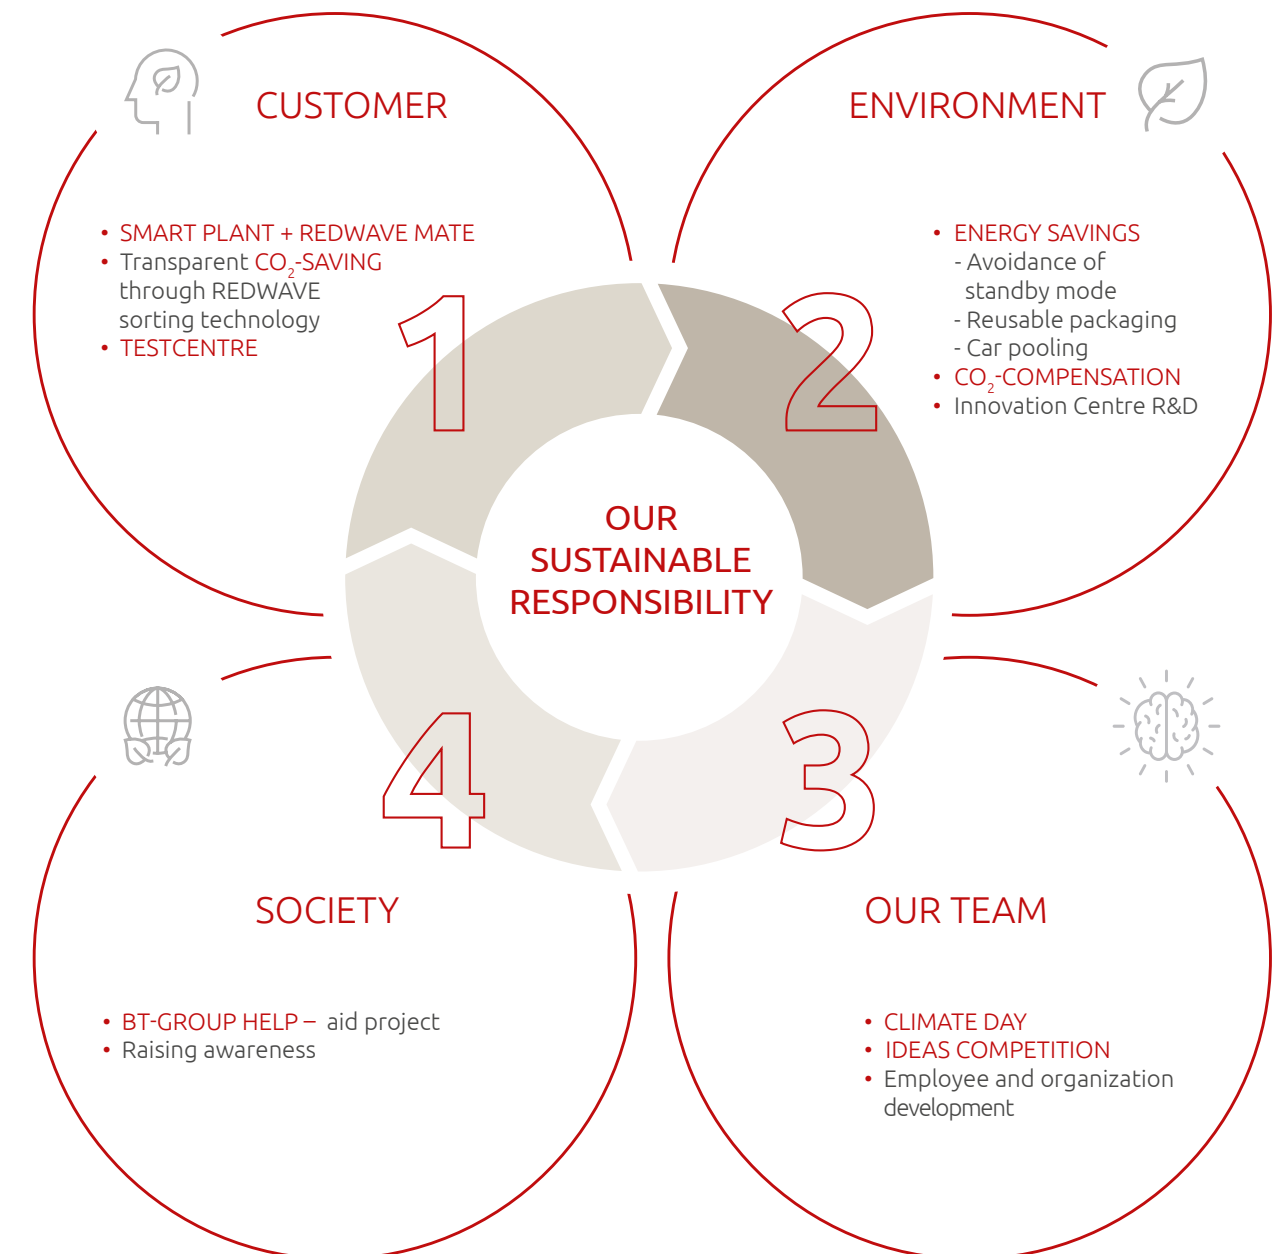 CUSTOMER
• SMART PLANT + REDWAVE MATE
• Transparent CO₂-SAVING
through REDWAVE
sorting technology
• TESTCENTRE
1
ENVIRONMENT
• ENERGY SAVINGS
- Avoidance of
standby mode
- Reusable packaging
- Car pooling
• CO₂-COMPENSATION
• Innovation Centre R&D
2
OUR
SUSTAINABLE
RESPONSIBILITY
4
SOCIETY
• BT-GROUP HELP – aid project
• Raising awareness
3
OUR TEAM
• CLIMATE DAY
• IDEAS COMPETITION
• Employee and organization
development